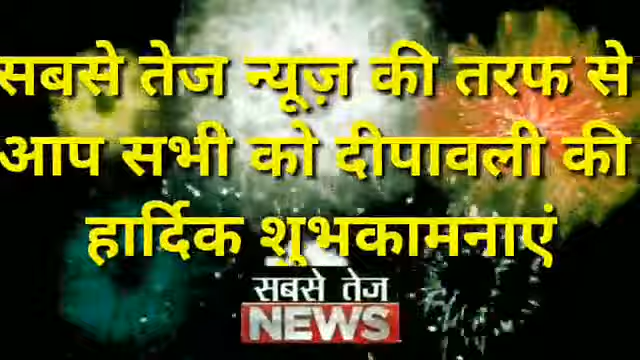 सबसे तेज न्यूज़ की तरफ से
आप सभी को दीपावली की
हार्दिक शुभकामनाएं
सबसे तेज
NEWS